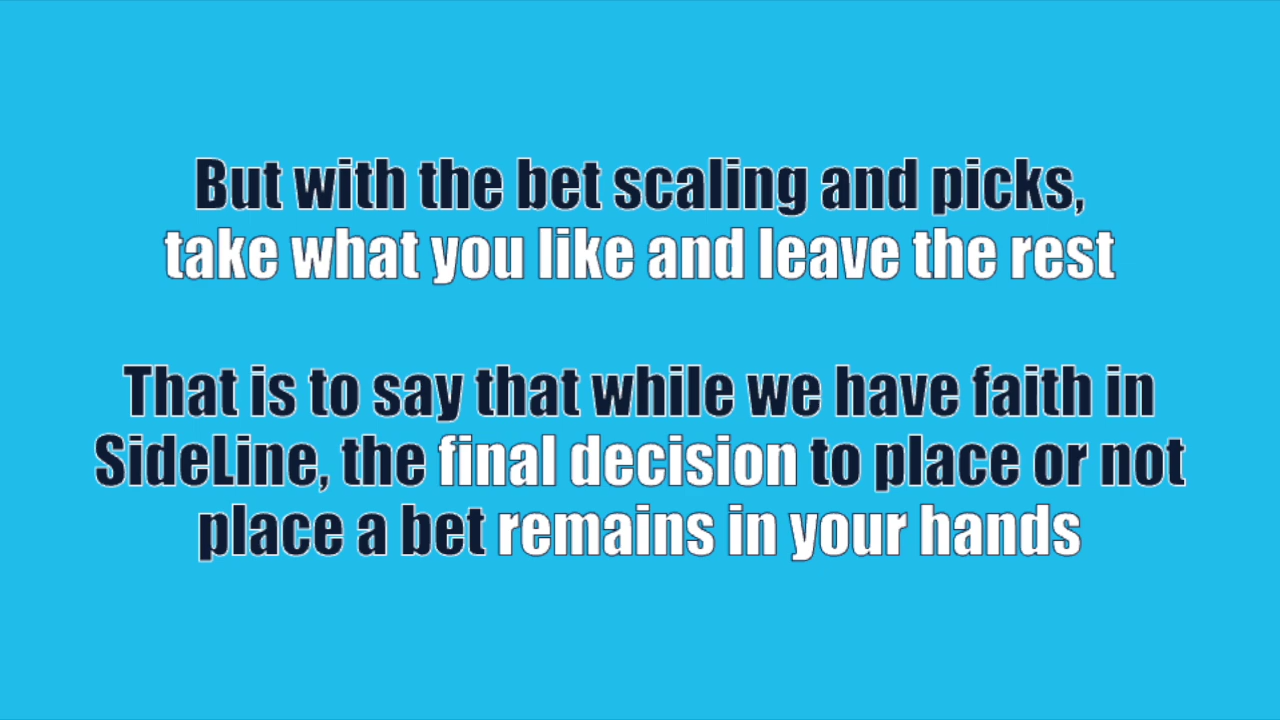 But with the bet scaling and picks,
take what you like and leave the rest
That is to say that while we have faith in
SideLine, the final decision to place or not
place a bet remains in your hands